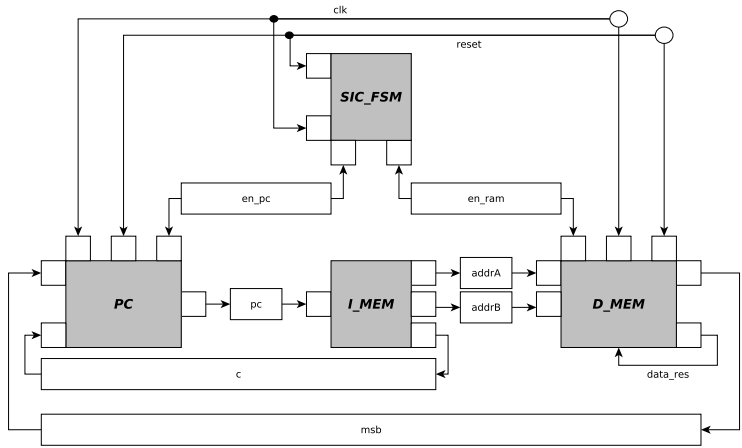 clk
reset
SIC_FSM
en_pc
en_ram
PC
pc
I_MEM
addrA
addrB
D_MEM
c
data_res
msb